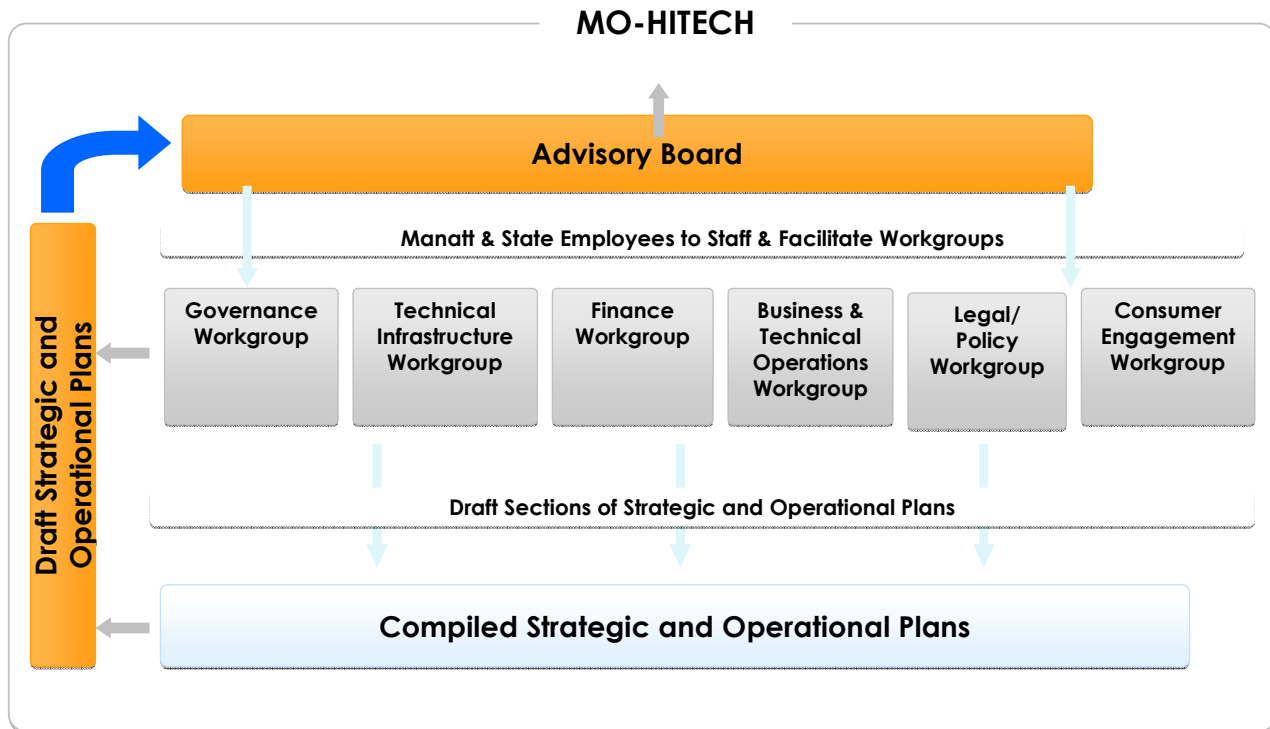 MO-HITECH
Advisory Board
Manatt & State Employees to Staff & Facilitate Workgroups
Governance
Workgroup
Technical
Infrastructure
Workgroup
Finance
Workgroup
Business &
Technical
Operations
Workgroup
Legal/
Policy
Workgroup
Consumer
Engagement
Workgroup
Draft Strategic and
Operational Plans
Draft Sections of Strategic and Operational Plans
Compiled Strategic and Operational Plans